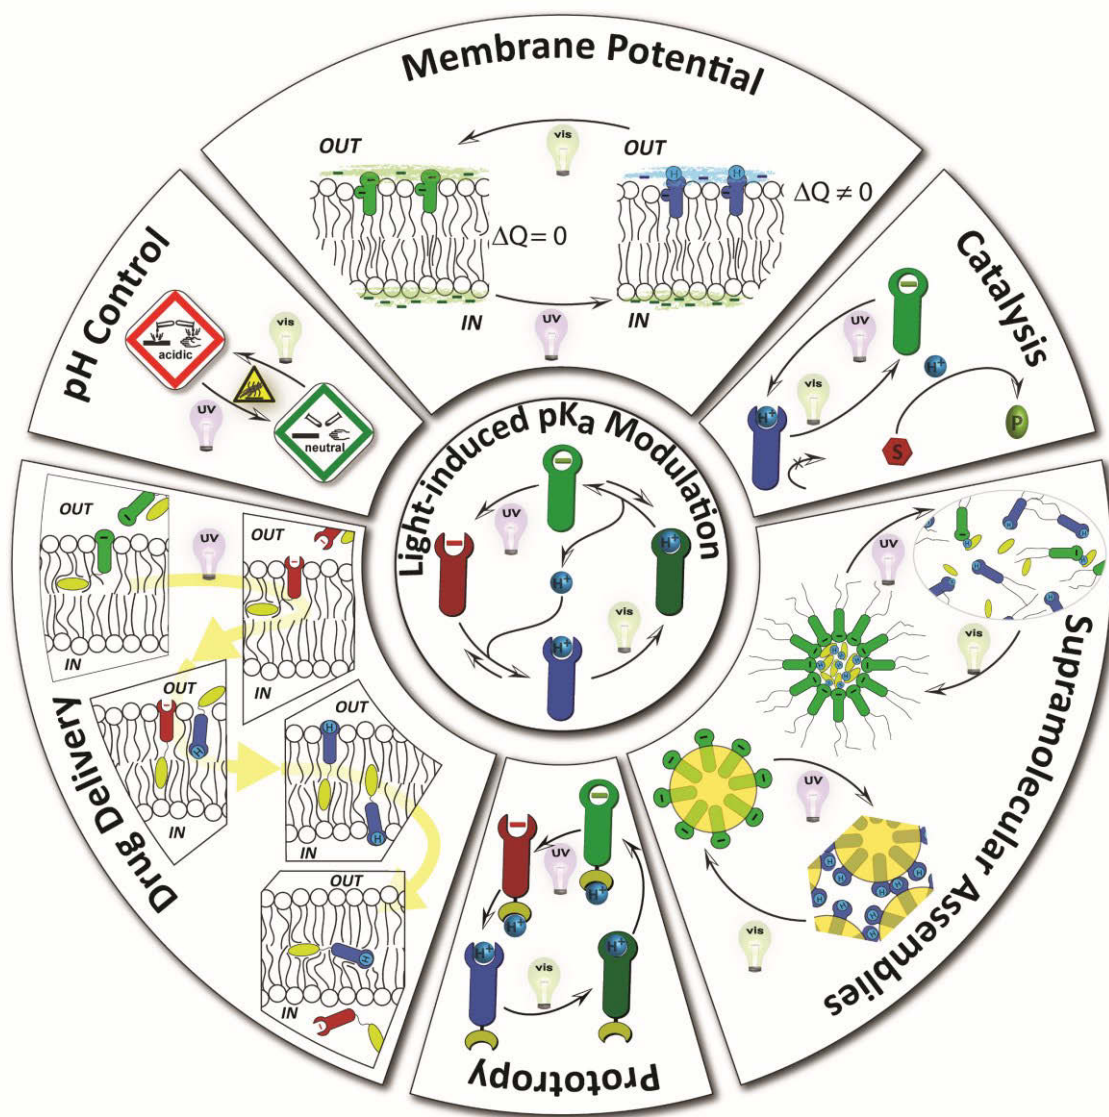 Membrane Potential
OUT
vis
OUT
H
H
ΔQ = 0
ΔQ ≠ 0
IN
UV
IN
Catalysis
UV
H+
vis
H+
S
P
pH Control
acidic
vis
UV
neutral
Light-induced pKa Modulation
UV
H+
H+
vis
H+
Drug Delivery
OUT
UV
OUT
IN
IN
OUT
H
IN
OUT
H
H
IN
OUT
H
IN
Prototropy
UV
H+
H+
H+
vis
H+
Supramolecular Assemblies
UV
vis
UV
vis